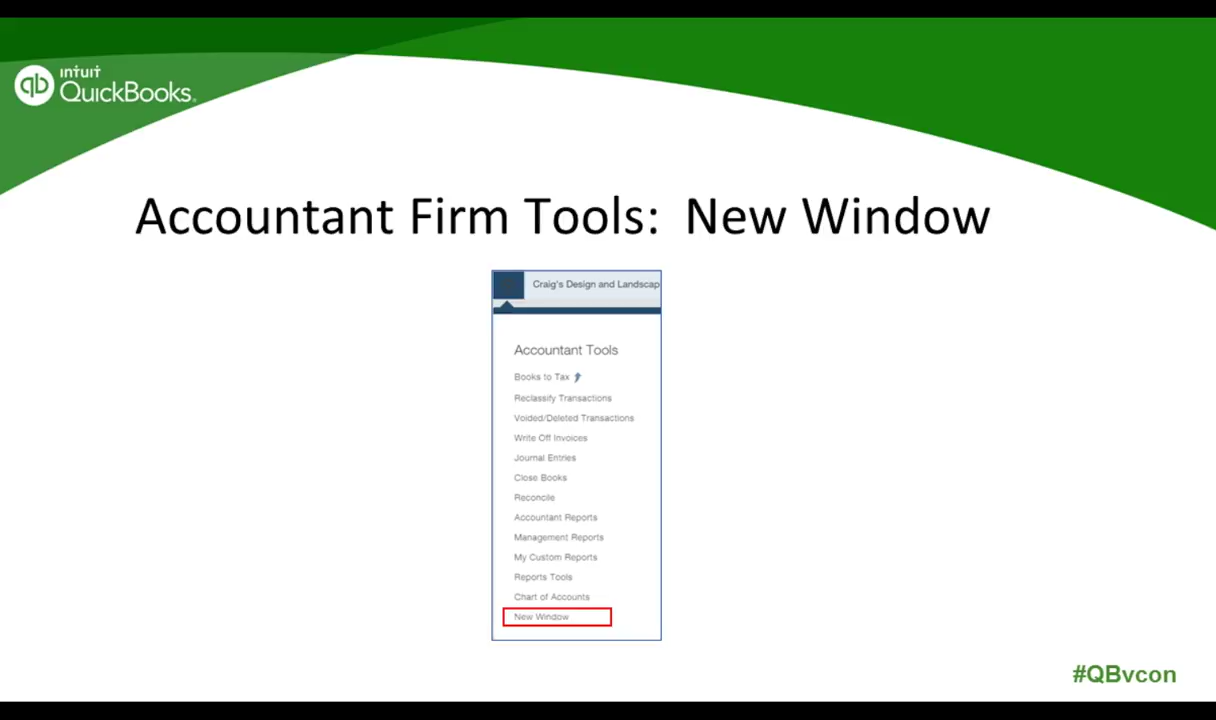 qb intuit
QuickBooks.
Accountant Firm Tools: New Window
Craig's Design and Landscap
Accountant Tools
Books to Tax
Reclassify Transactions
Voided/Deleted Transactions
Write Off Invoices
Journal Entries
Close Books
Reconcile
Accountant Reports
Management Reports
My Custom Reports
Reports Tools
Chart of Accounts
New Window
#QBvcon